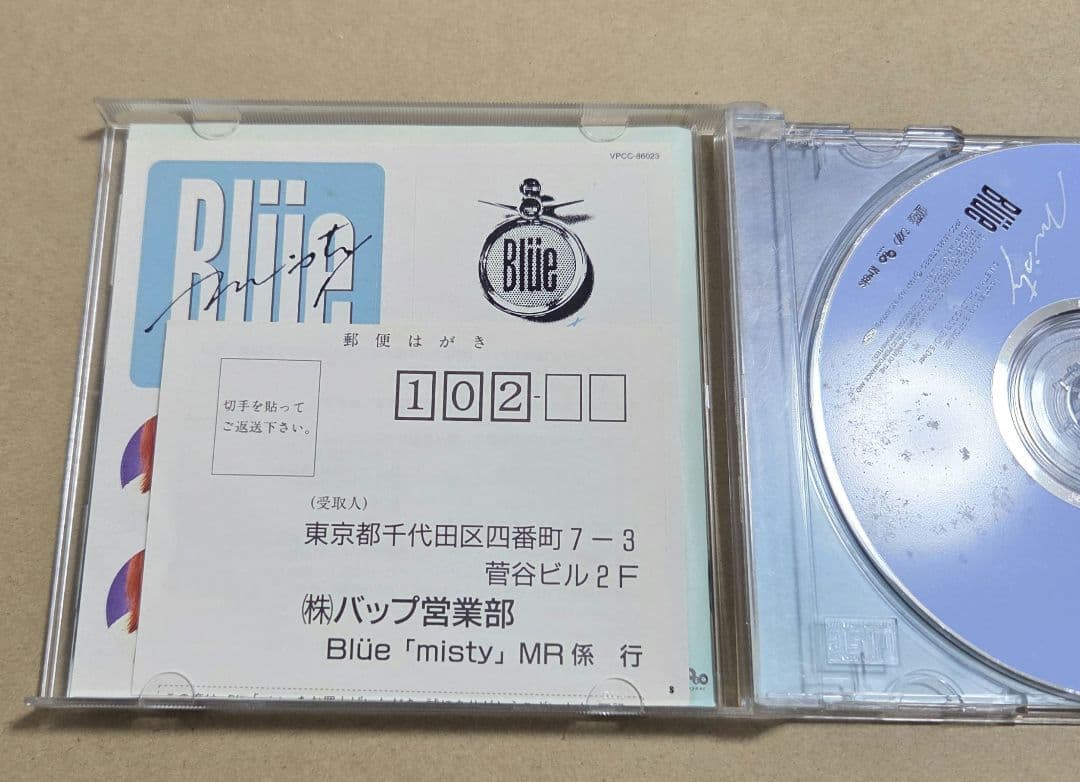 VPCC-86023
Blüe
misty
Blüe
郵便はがき
102-
切手を貼って
ご返送下さい。
(受取人)
東京都千代田区四番町7-3
菅谷ビル2F
㈱バップ営業部
Blüe「misty」MR係 行
S
Blüe
misty